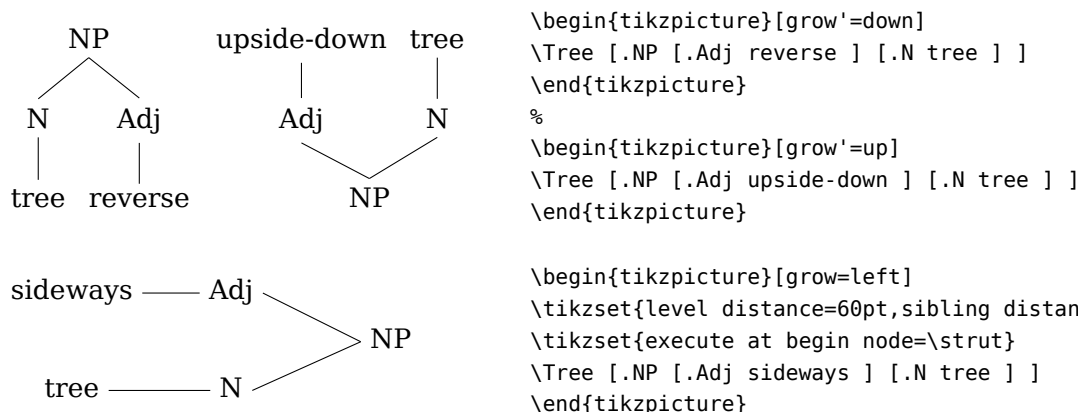 NP
N Adj
tree reverse
upside-down tree
Adj N
NP
\begin{tikzpicture}[grow'=down]
\Tree [.NP [.Adj reverse ] [.N tree ] ]
\end{tikzpicture}
%
\begin{tikzpicture}[grow'=up]
\Tree [.NP [.Adj upside-down ] [.N tree ] ]
\end{tikzpicture}
sideways Adj
NP
tree N
\begin{tikzpicture}[grow=left]
\tikzset{level distance=60pt,sibling distan
\tikzset{execute at begin node=\strut}
\Tree [.NP [.Adj sideways ] [.N tree ] ]
\end{tikzpicture}